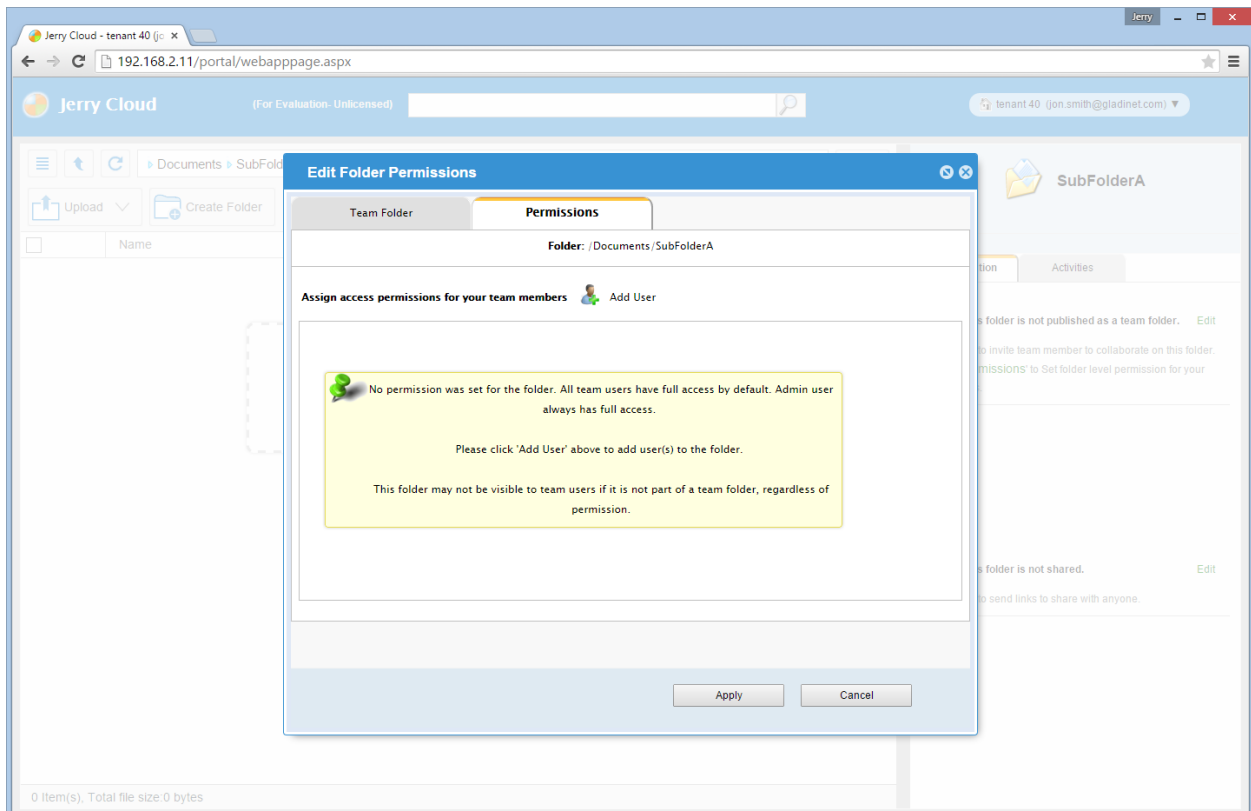 Jerry
Jerry Cloud - tenant 40 (jc
192.168.2.11/portal/webapppage.aspx
Jerry Cloud (For Evaluation- Unlicensed) tenant 40 (jon.smith@gladinet.com)
Documents SubFold
Upload Create Folder
Name
Edit Folder Permissions
Team Folder Permissions
Folder: /Documents/SubFolderA
Assign access permissions for your team members Add User
No permission was set for the folder. All team users have full access by default. Admin user
always has full access.
Please click 'Add User' above to add user(s) to the folder.
This folder may not be visible to team users if it is not part of a team folder, regardless of
permission.
Apply Cancel
SubFolderA
tion Activities
s folder is not published as a team folder. Edit
to invite team member to collaborate on this folder.
missions' to Set folder level permission for your
s folder is not shared. Edit
to send links to share with anyone.
0 Item(s), Total file size:0 bytes